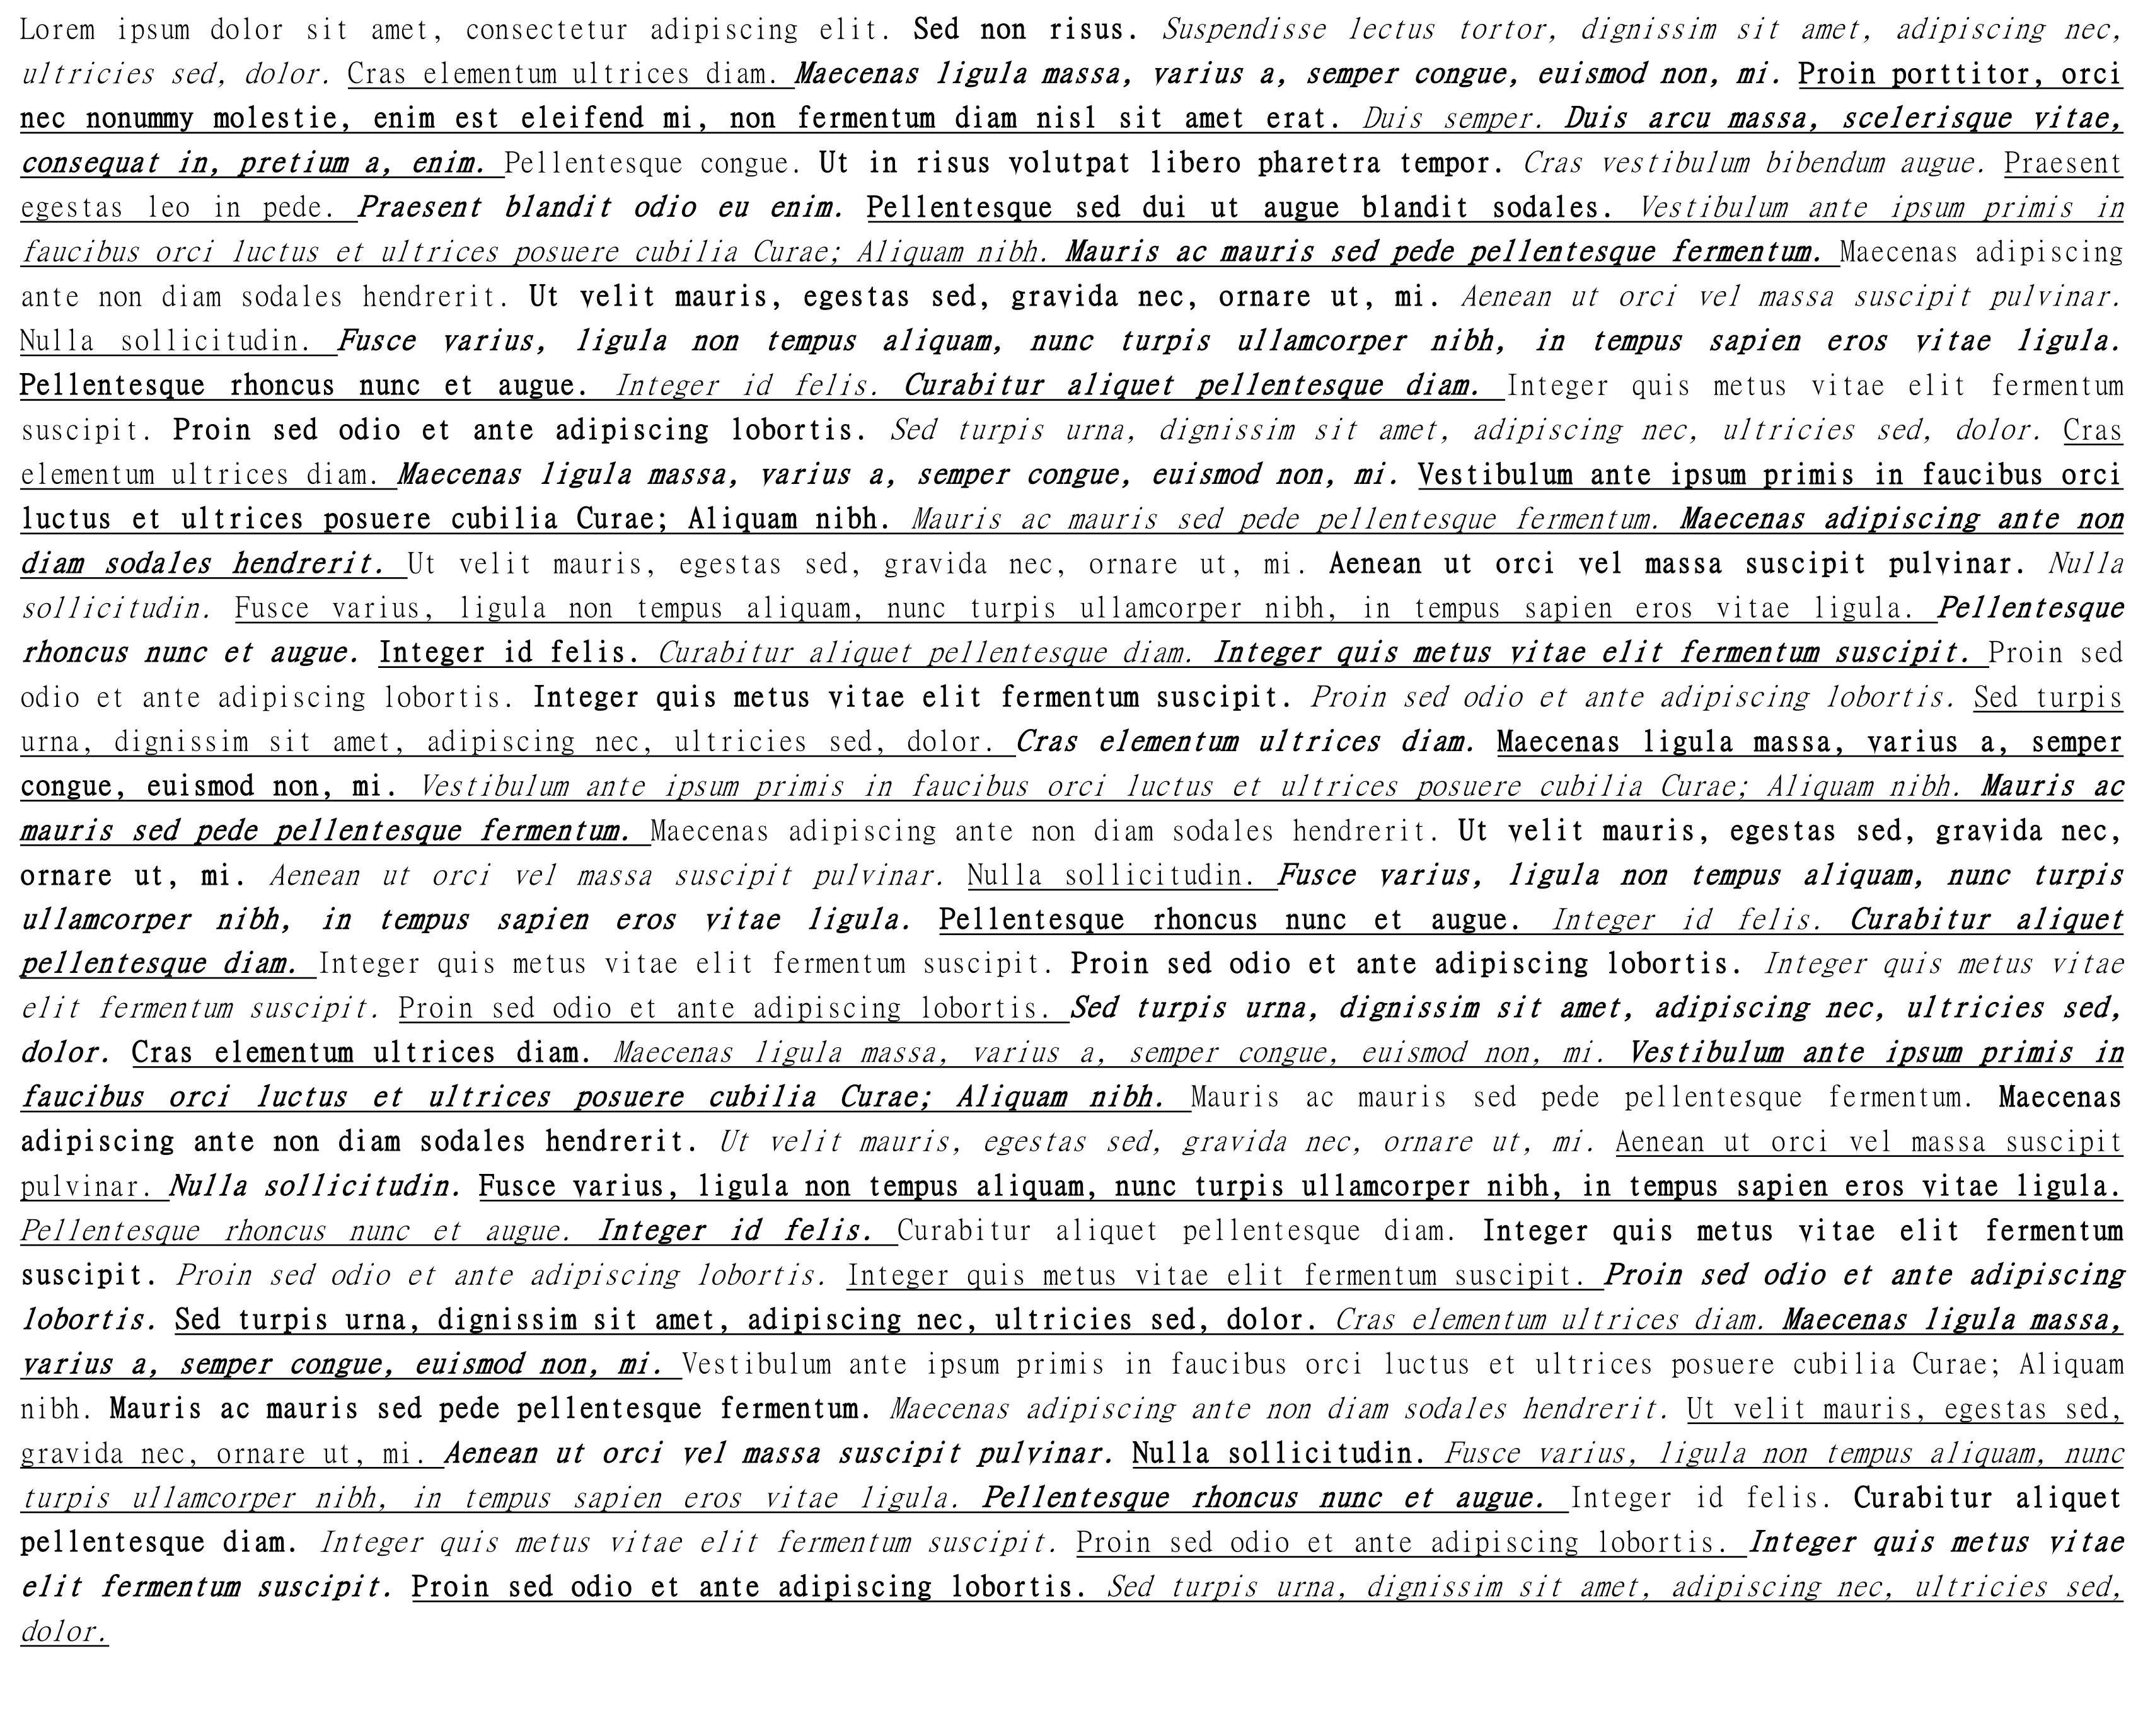 Lorem ipsum dolor sit amet, consectetur adipiscing elit. Sed non risus. Suspendisse lectus tortor, dignissim sit amet, adipiscing nec,
ultricies sed, dolor. Cras elementum ultrices diam. Maecenas ligula massa, varius a, semper congue, euismod non, mi. Proin porttitor, orci
nec nonummy molestie, enim est eleifend mi, non fermentum diam nisl sit amet erat. Duis semper. Duis arcu massa, scelerisque vitae,
consequat in, pretium a, enim. Pellentesque congue. Ut in risus volutpat libero pharetra tempor. Cras vestibulum bibendum augue. Praesent
egestas leo in pede. Praesent blandit odio eu enim. Pellentesque sed dui ut augue blandit sodales. Vestibulum ante ipsum primis in
faucibus orci luctus et ultrices posuere cubilia Curae; Aliquam nibh. Mauris ac mauris sed pede pellentesque fermentum. Maecenas adipiscing
ante non diam sodales hendrerit. Ut velit mauris, egestas sed, gravida nec, ornare ut, mi. Aenean ut orci vel massa suscipit pulvinar.
Nulla sollicitudin. Fusce varius, ligula non tempus aliquam, nunc turpis ullamcorper nibh, in tempus sapien eros vitae ligula.
Pellentesque rhoncus nunc et augue. Integer id felis. Curabitur aliquet pellentesque diam. Integer quis metus vitae elit fermentum
suscipit. Proin sed odio et ante adipiscing lobortis. Sed turpis urna, dignissim sit amet, adipiscing nec, ultricies sed, dolor. Cras
elementum ultrices diam. Maecenas ligula massa, varius a, semper congue, euismod non, mi. Vestibulum ante ipsum primis in faucibus orci
luctus et ultrices posuere cubilia Curae; Aliquam nibh. Mauris ac mauris sed pede pellentesque fermentum. Maecenas adipiscing ante non
diam sodales hendrerit. Ut velit mauris, egestas sed, gravida nec, ornare ut, mi. Aenean ut orci vel massa suscipit pulvinar. Nulla
sollicitudin. Fusce varius, ligula non tempus aliquam, nunc turpis ullamcorper nibh, in tempus sapien eros vitae ligula. Pellentesque
rhoncus nunc et augue. Integer id felis. Curabitur aliquet pellentesque diam. Integer quis metus vitae elit fermentum suscipit. Proin sed
odio et ante adipiscing lobortis. Integer quis metus vitae elit fermentum suscipit. Proin sed odio et ante adipiscing lobortis. Sed turpis
urna, dignissim sit amet, adipiscing nec, ultricies sed, dolor. Cras elementum ultrices diam. Maecenas ligula massa, varius a, semper
congue, euismod non, mi. Vestibulum ante ipsum primis in faucibus orci luctus et ultrices posuere cubilia Curae; Aliquam nibh. Mauris ac
mauris sed pede pellentesque fermentum. Maecenas adipiscing ante non diam sodales hendrerit. Ut velit mauris, egestas sed, gravida nec,
ornare ut, mi. Aenean ut orci vel massa suscipit pulvinar. Nulla sollicitudin. Fusce varius, ligula non tempus aliquam, nunc turpis
ullamcorper nibh, in tempus sapien eros vitae ligula. Pellentesque rhoncus nunc et augue. Integer id felis. Curabitur aliquet
pellentesque diam. Integer quis metus vitae elit fermentum suscipit. Proin sed odio et ante adipiscing lobortis. Integer quis metus vitae
elit fermentum suscipit. Proin sed odio et ante adipiscing lobortis. Sed turpis urna, dignissim sit amet, adipiscing nec, ultricies sed,
dolor. Cras elementum ultrices diam. Maecenas ligula massa, varius a, semper congue, euismod non, mi. Vestibulum ante ipsum primis in
faucibus orci luctus et ultrices posuere cubilia Curae; Aliquam nibh. Mauris ac mauris sed pede pellentesque fermentum. Maecenas
adipiscing ante non diam sodales hendrerit. Ut velit mauris, egestas sed, gravida nec, ornare ut, mi. Aenean ut orci vel massa suscipit
pulvinar. Nulla sollicitudin. Fusce varius, ligula non tempus aliquam, nunc turpis ullamcorper nibh, in tempus sapien eros vitae ligula.
Pellentesque rhoncus nunc et augue. Integer id felis. Curabitur aliquet pellentesque diam. Integer quis metus vitae elit fermentum
suscipit. Proin sed odio et ante adipiscing lobortis. Integer quis metus vitae elit fermentum suscipit. Proin sed odio et ante adipiscing
lobortis. Sed turpis urna, dignissim sit amet, adipiscing nec, ultricies sed, dolor. Cras elementum ultrices diam. Maecenas ligula massa,
varius a, semper congue, euismod non, mi. Vestibulum ante ipsum primis in faucibus orci luctus et ultrices posuere cubilia Curae; Aliquam
nibh. Mauris ac mauris sed pede pellentesque fermentum. Maecenas adipiscing ante non diam sodales hendrerit. Ut velit mauris, egestas sed,
gravida nec, ornare ut, mi. Aenean ut orci vel massa suscipit pulvinar. Nulla sollicitudin. Fusce varius, ligula non tempus aliquam, nunc
turpis ullamcorper nibh, in tempus sapien eros vitae ligula. Pellentesque rhoncus nunc et augue. Integer id felis. Curabitur aliquet
pellentesque diam. Integer quis metus vitae elit fermentum suscipit. Proin sed odio et ante adipiscing lobortis. Integer quis metus vitae
elit fermentum suscipit. Proin sed odio et ante adipiscing lobortis. Sed turpis urna, dignissim sit amet, adipiscing nec, ultricies sed,
dolor.